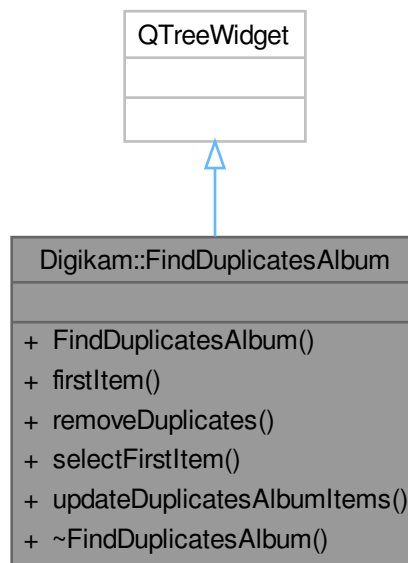 QTreeWidget
Digikam::FindDuplicatesAlbum
+ FindDuplicatesAlbum()
+ firstItem()
+ removeDuplicates()
+ selectFirstItem()
+ updateDuplicatesAlbumItems()
+ ~FindDuplicatesAlbum()